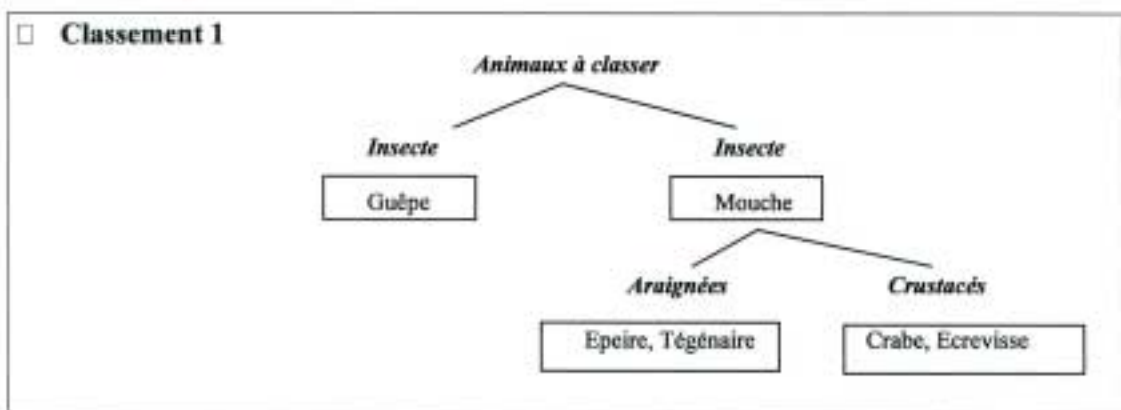 □ Classement 1
Animaux à classer
Insecte Insecte
Guêpe Mouche
Araignées Crustacés
Epeire, Tégénaire Crabe, Ecrevisse